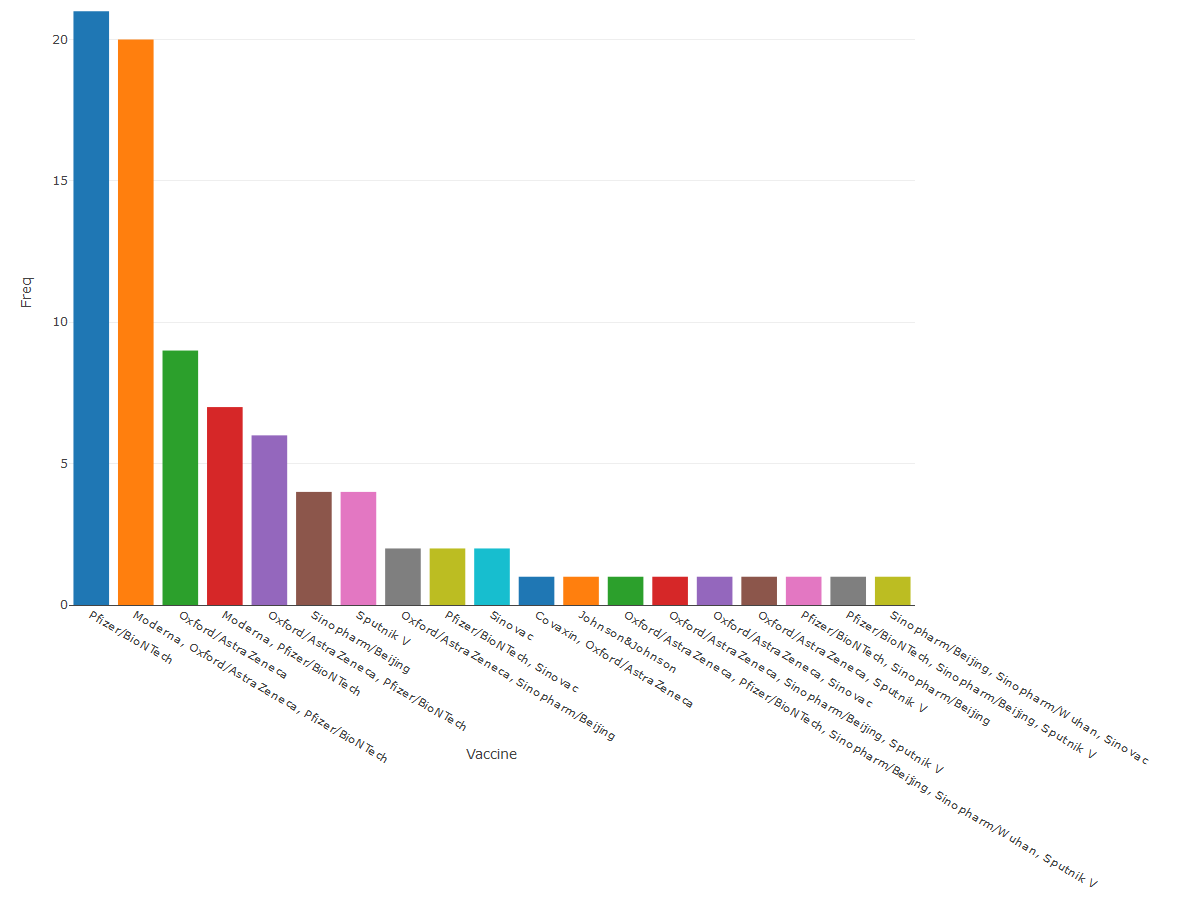 20
15
10
5
0
Freq
Pfizer/BioNTech
Moderna, Oxford/AstraZeneca, Pfizer/BioNTech
Oxford/AstraZeneca
Moderna, Pfizer/BioNTech
Oxford/AstraZeneca, Pfizer/BioNTech
Sinopharm/Beijing
Sputnik V
Oxford/AstraZeneca, Sinopharm/Beijing
Pfizer/BioNTech, Sinovac
Sinovac
Covaxin, Oxford/AstraZeneca
Johnson&Johnson
Oxford/AstraZeneca, Pfizer/BioNTech, Sinopharm/Beijing, Sinopharm/Wuhan, Sputnik V
Oxford/AstraZeneca, Sinopharm/Beijing, Sputnik V
Oxford/AstraZeneca, Sinovac
Oxford/AstraZeneca, Sputnik V
Pfizer/BioNTech, Sinopharm/Beijing
Pfizer/BioNTech, Sinopharm/Beijing, Sputnik V
Sinopharm/Beijing, Sinopharm/Wuhan, Sinovac
Vaccine